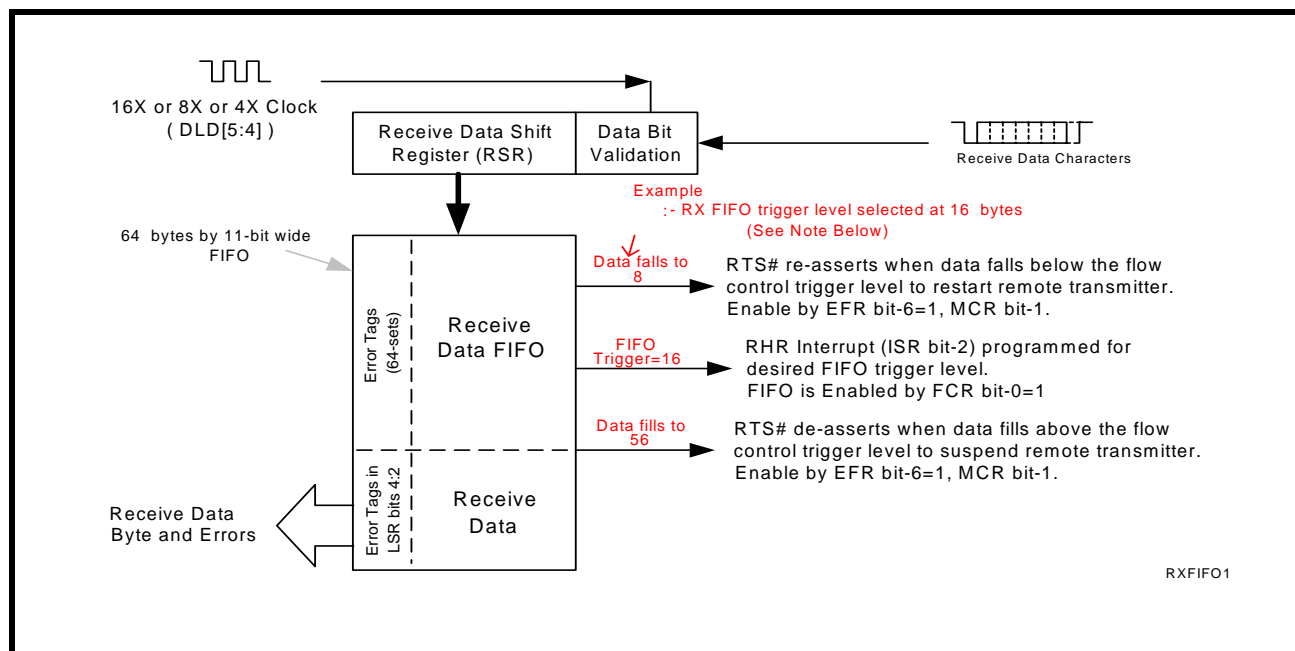 16X or 8X or 4X Clock
( DLD[5:4] )
Receive Data Shift
Register (RSR)
Data Bit
Validation
Receive Data Characters
Example
:- RX FIFO trigger level selected at 16 bytes
(See Note Below)
64 bytes by 11-bit wide
FIFO
Data falls to
8
RTS# re-asserts when data falls below the flow
control trigger level to restart remote transmitter.
Enable by EFR bit-6=1, MCR bit-1.
Error Tags
(64-sets)
Receive
Data FIFO
FIFO
Trigger=16
RHR Interrupt (ISR bit-2) programmed for
desired FIFO trigger level.
FIFO is Enabled by FCR bit-0=1
Data fills to
56
RTS# de-asserts when data fills above the flow
control trigger level to suspend remote transmitter.
Enable by EFR bit-6=1, MCR bit-1.
Error Tags in
LSR bits 4:2
Receive
Data
Receive Data
Byte and Errors
RXFIFO1